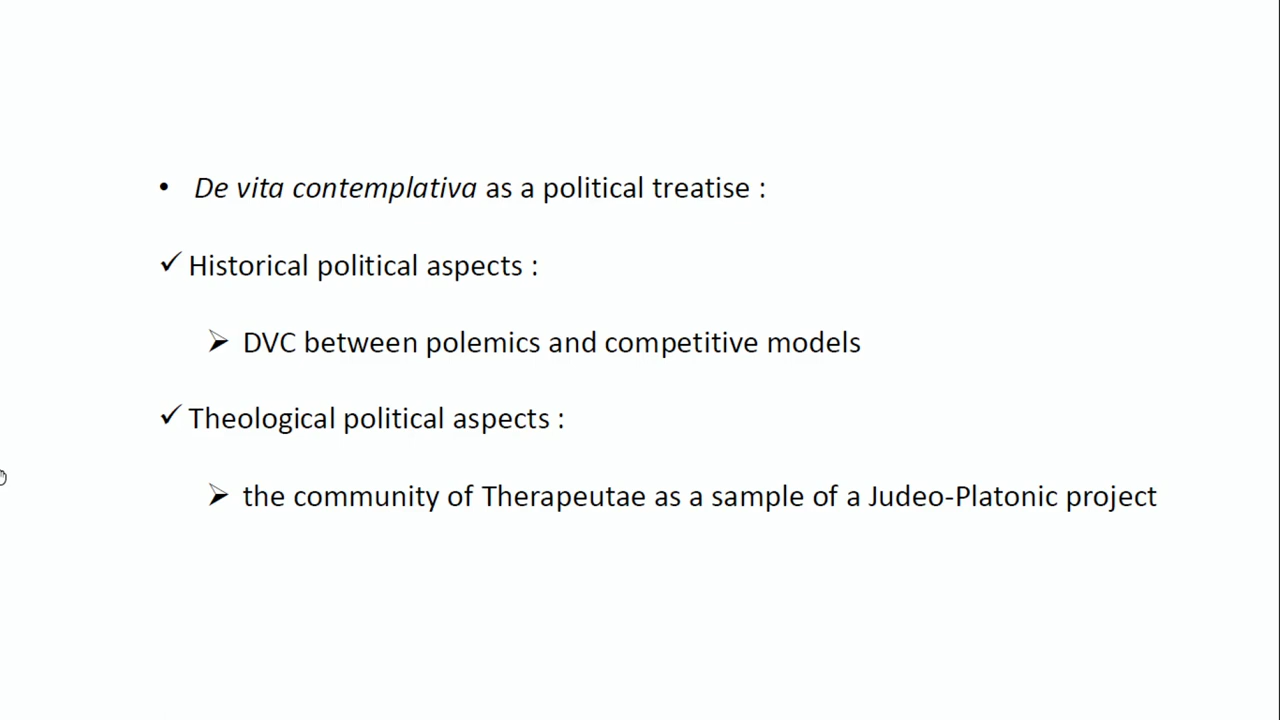 • De vita contemplativa as a political treatise :
✓ Historical political aspects :
➢ DVC between polemics and competitive models
✓ Theological political aspects :
➢ the community of Therapeutae as a sample of a Judeo-Platonic project